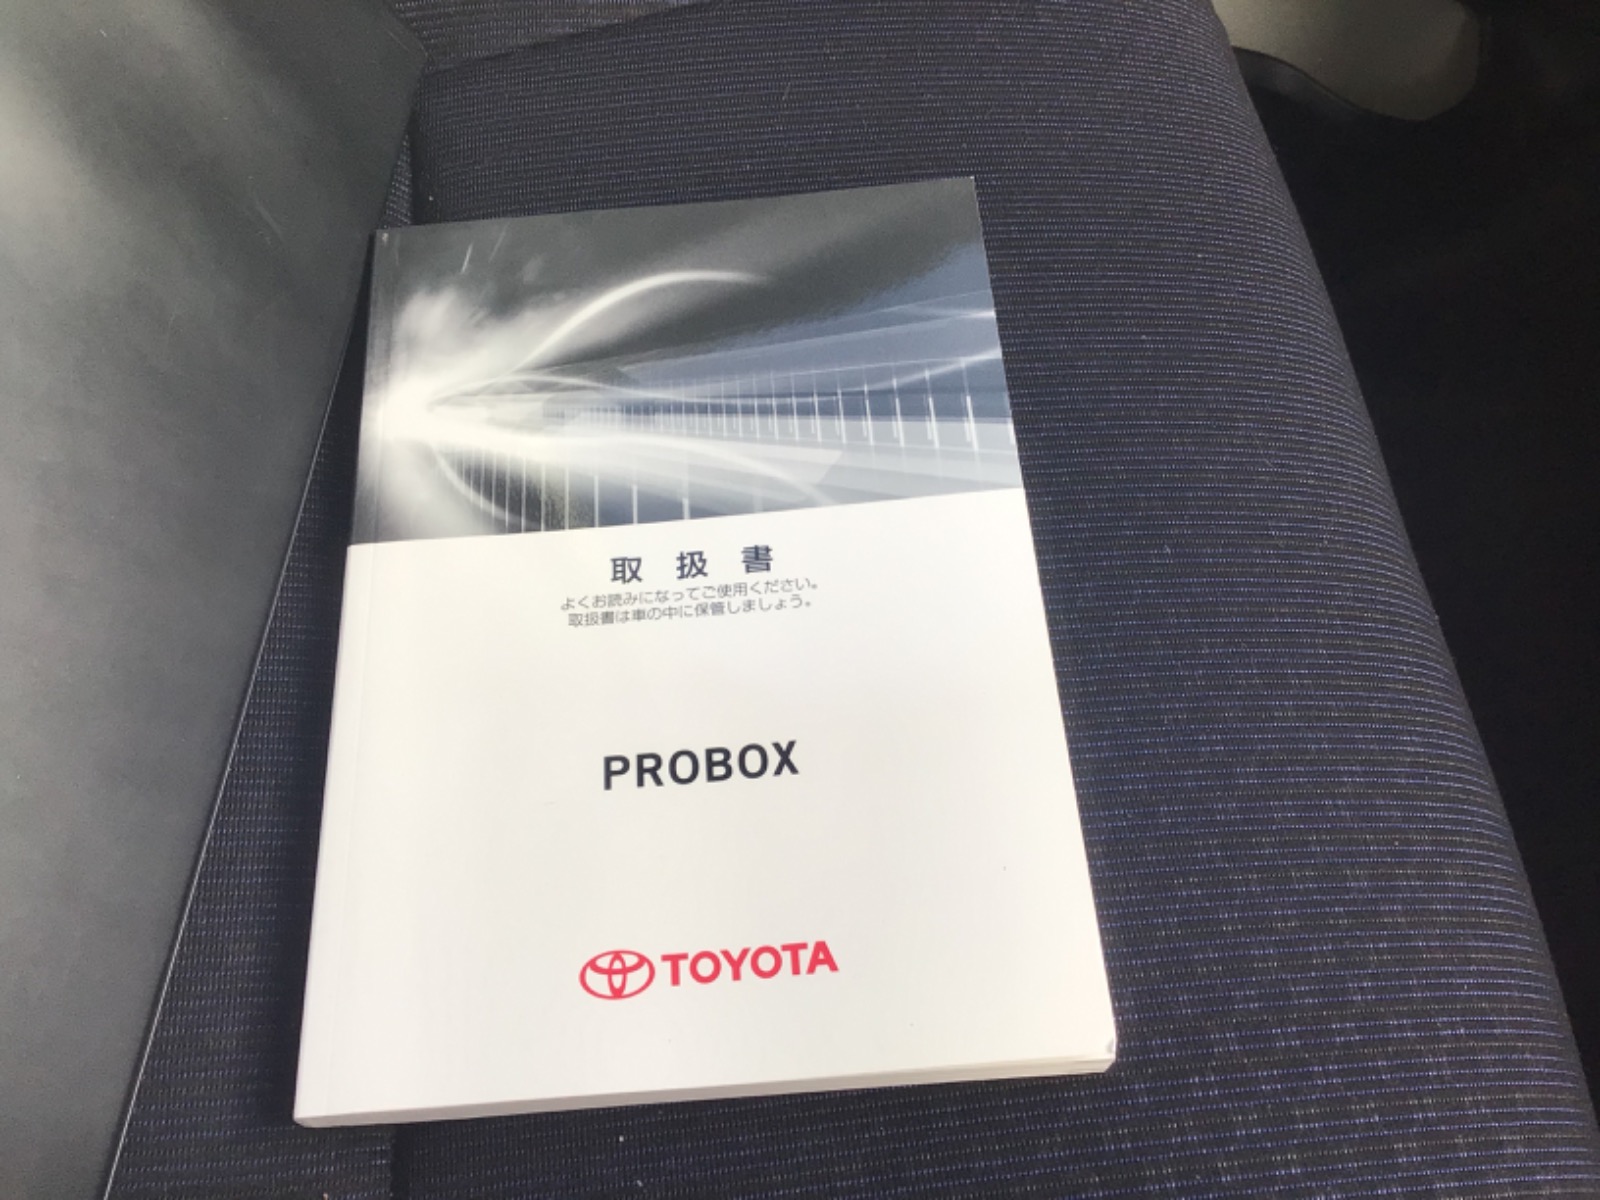 取扱書
よくお読みになってご使用ください。
取扱書は車の中に保管しましょう。
PROBOX
TOYOTA